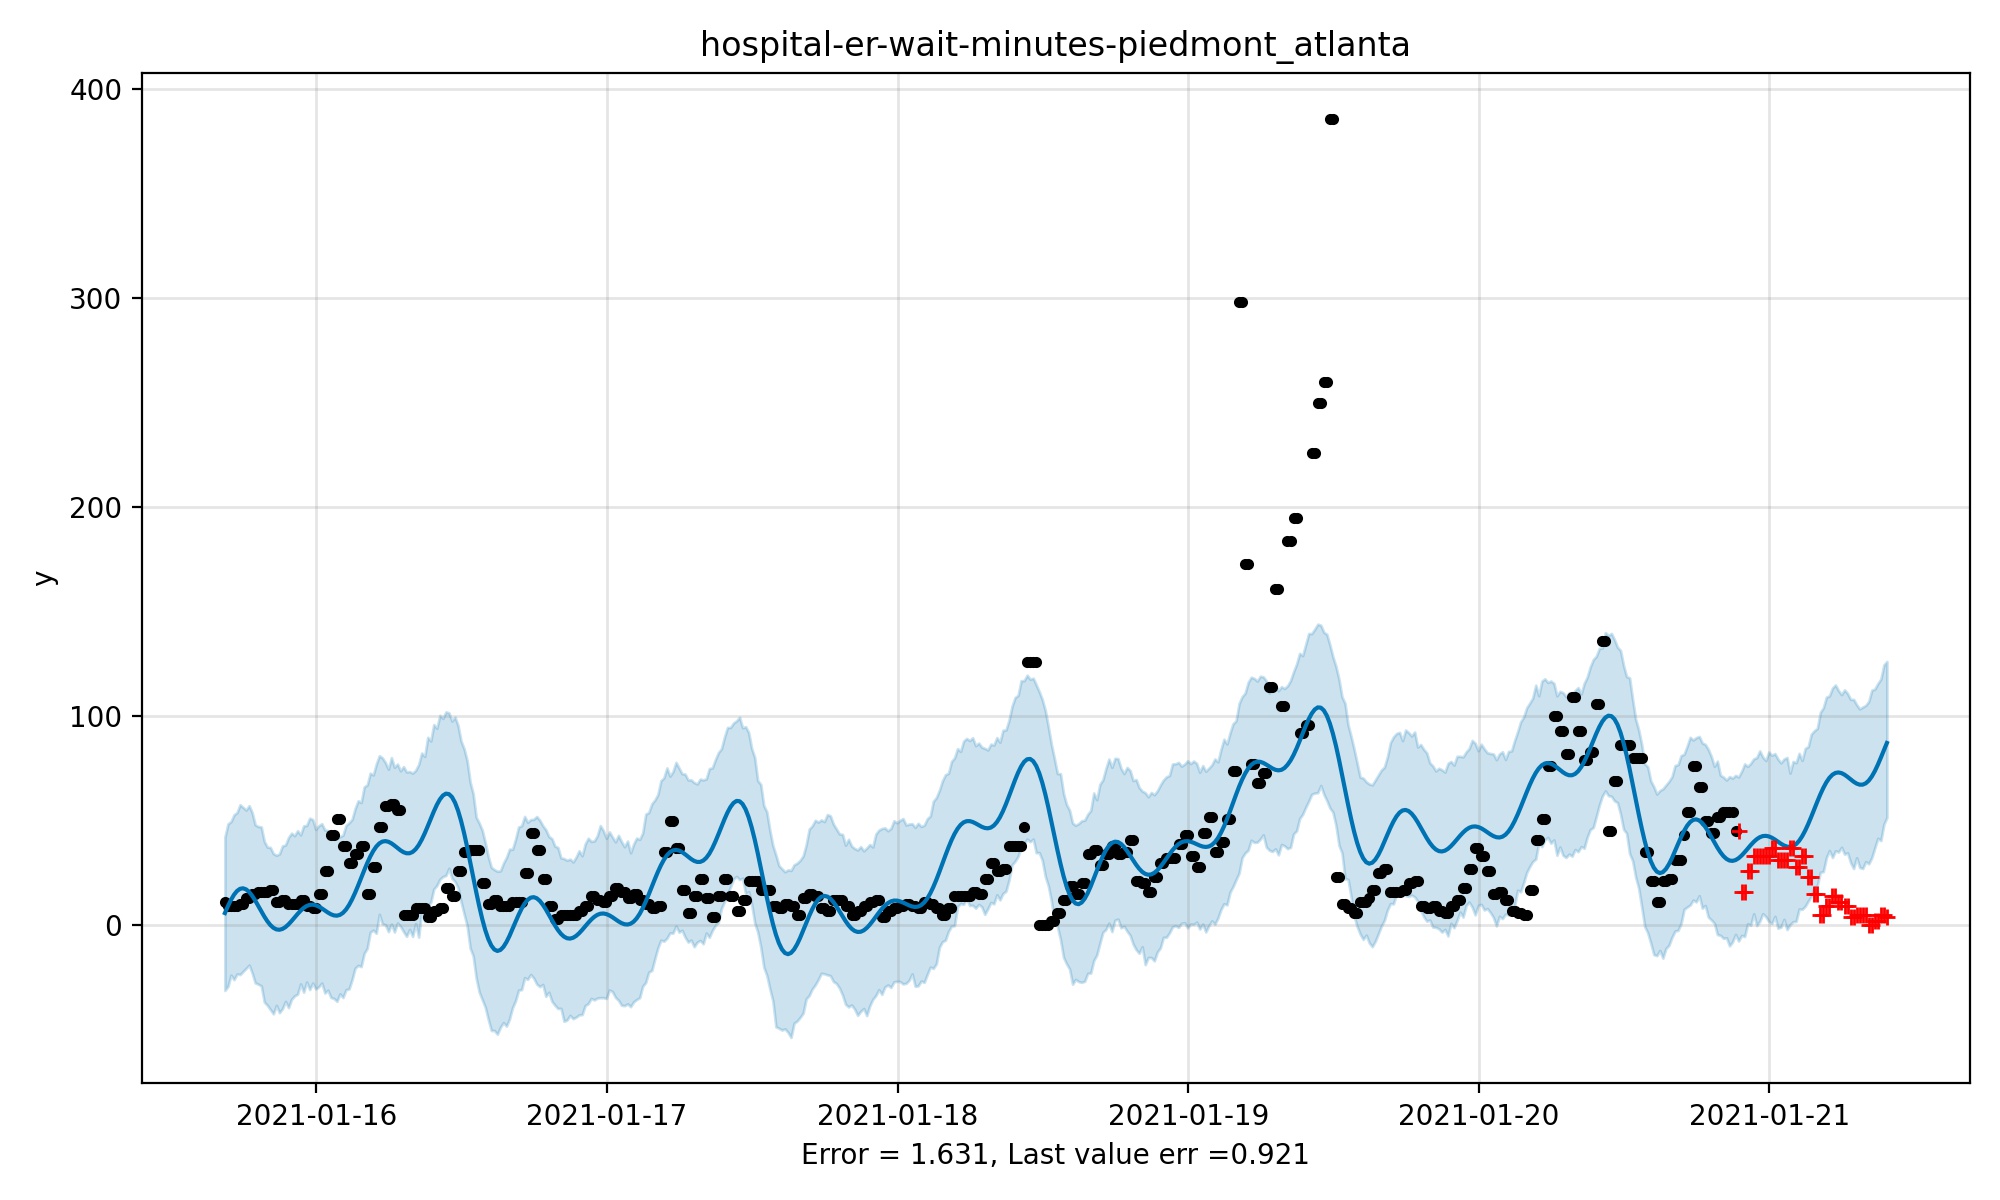 hospital-er-wait-minutes-piedmont_atlanta
400
300
200
100
0
y
2021-01-16 2021-01-17 2021-01-18 2021-01-19 2021-01-20 2021-01-21
Error = 1.631, Last value err =0.921